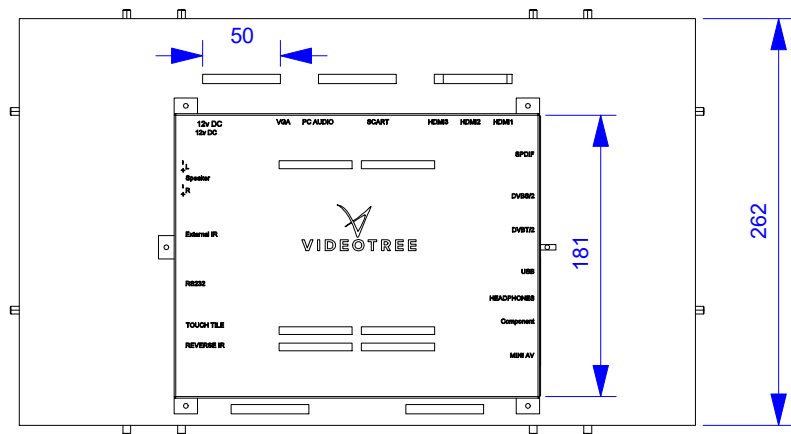 50
12v DC
12v DC
VGA
PC AUDIO
SCART
HDMI3
HDMI2
HDMI1
SPDIF
L
Speaker
R
DVBS/2
External IR
DVBT/2
VIDEOTREE
181
262
USB
RS232
HEADPHONES
Component
TOUCH TILE
REVERSE IR
MINI AV